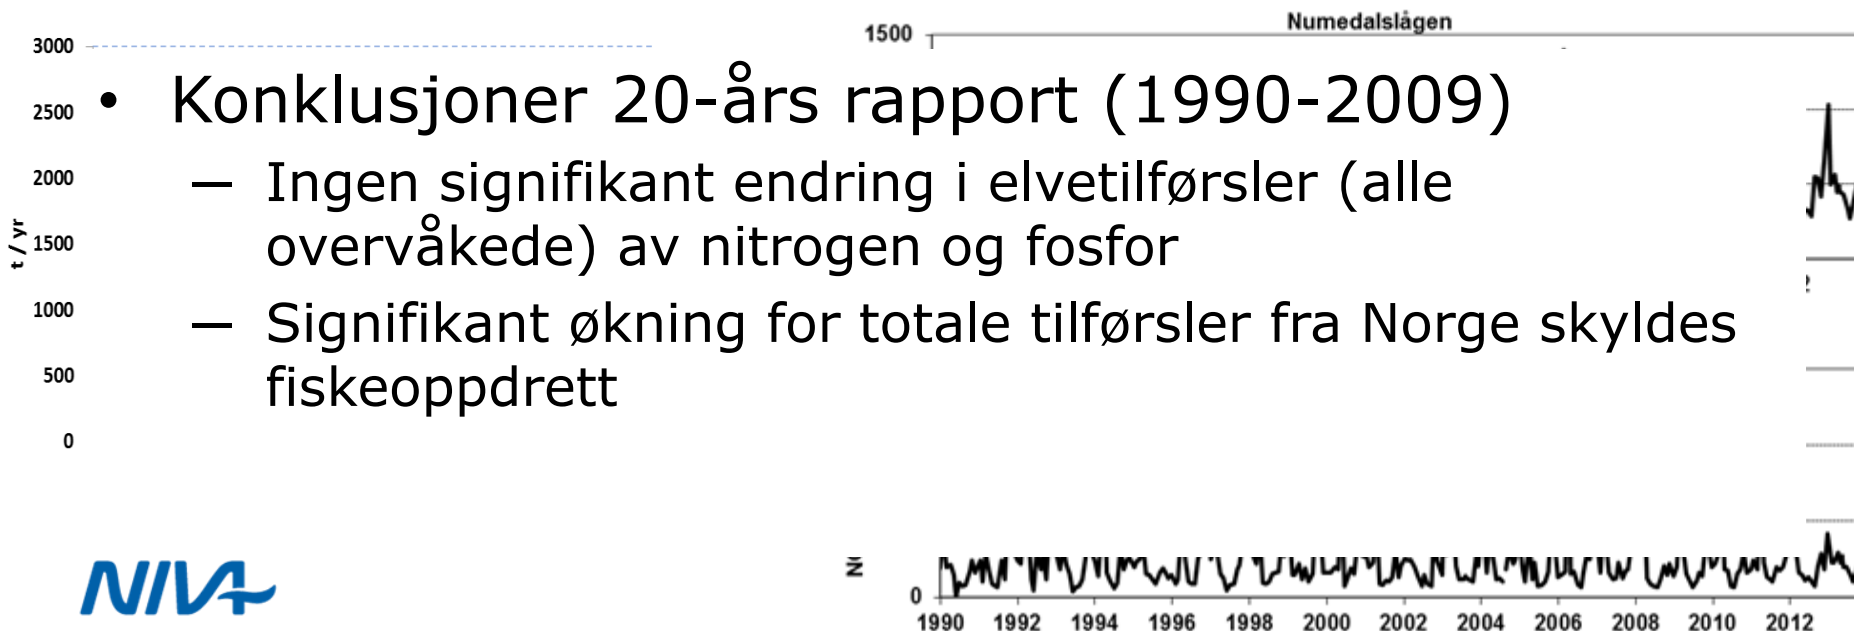 Numedalslågen
1500
3000
2500
2000
1500
1000
500
0
t / yr
• Konklusjoner 20-års rapport (1990-2009)
— Ingen signifikant endring i elvetilførsler (alle
overvåkede) av nitrogen og fosfor
— Signifikant økning for totale tilførsler fra Norge skyldes
fiskeoppdrett
NIVA
0
1990 1992 1994 1996 1998 2000 2002 2004 2006 2008 2010 2012